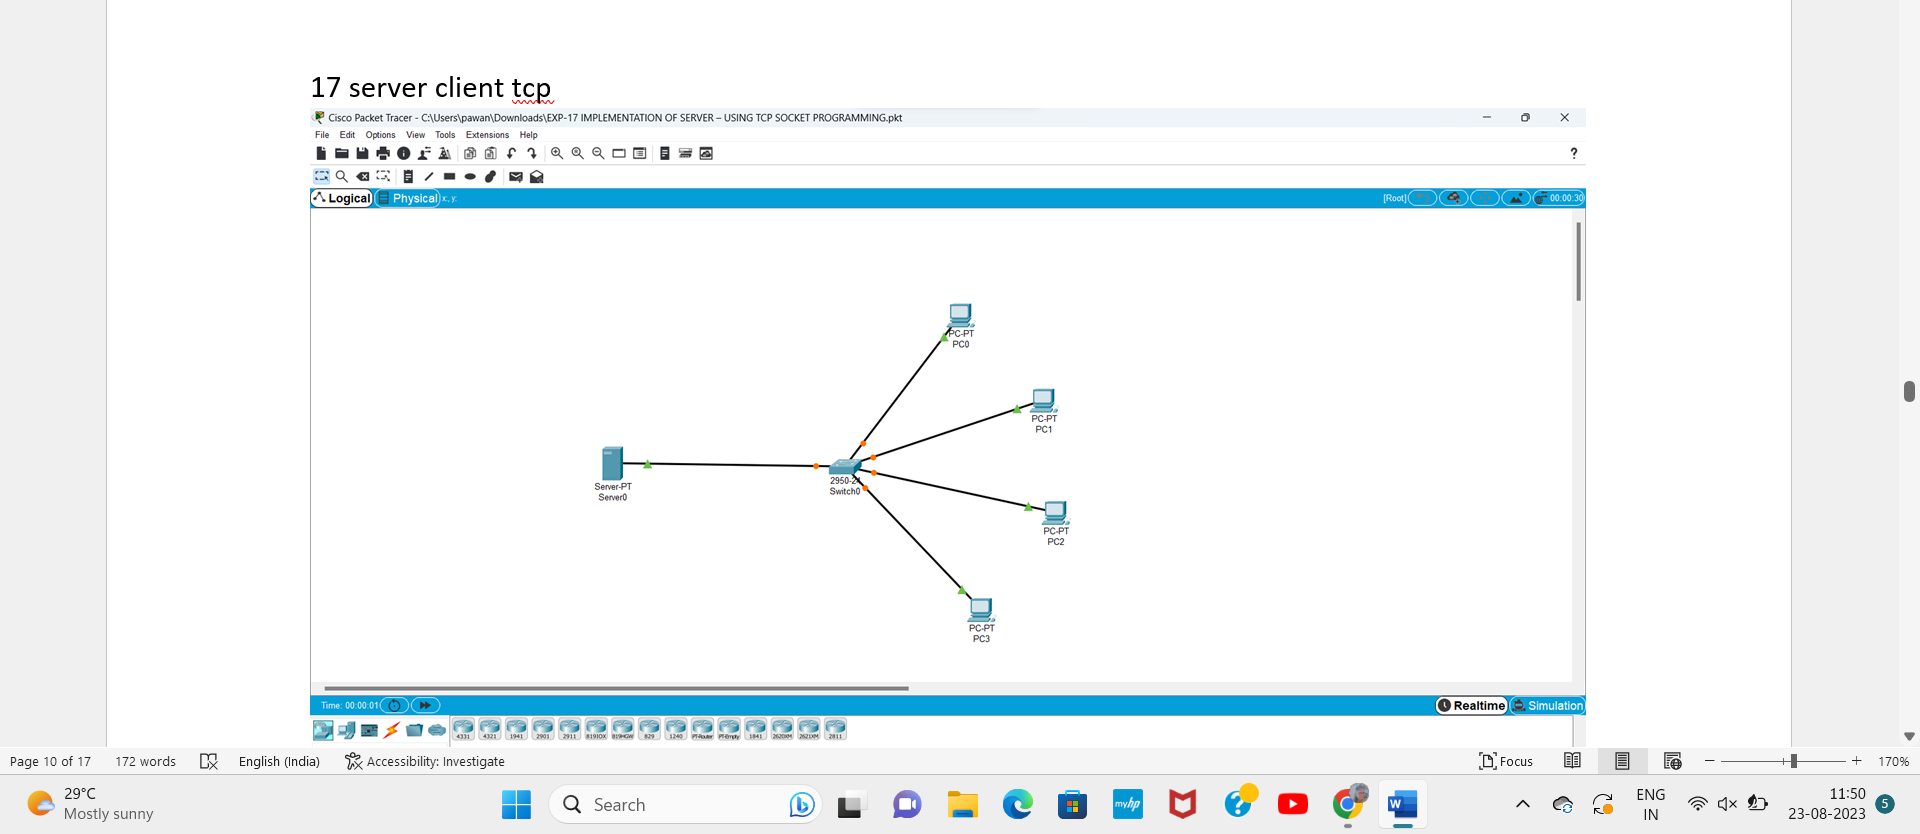 17 server client tcp
Cisco Packet Tracer - C:\Users\pawan\Downloads\EXP-17 IMPLEMENTATION OF SERVER – USING TCP SOCKET PROGRAMMING.pkt
File Edit Options View Tools Extensions Help
?
Logical Physical x:, y:
[Root] 00:00:30
PC-PT
PC0
PC-PT
PC1
Server-PT
Server0
2950-24
Switch0
PC-PT
PC2
PC-PT
PC3
Time: 00:00:01
Realtime Simulation
4331 4321 1941 2901 2911 819IOX 819HGW 829 1240 PT-Router PT-Empty 1841 2620XM 2621XM 2811
Page 10 of 17 172 words English (India) Accessibility: Investigate Focus 170%
29°C
Mostly sunny
Search
myhp
ENG
IN
11:50
23-08-2023
5